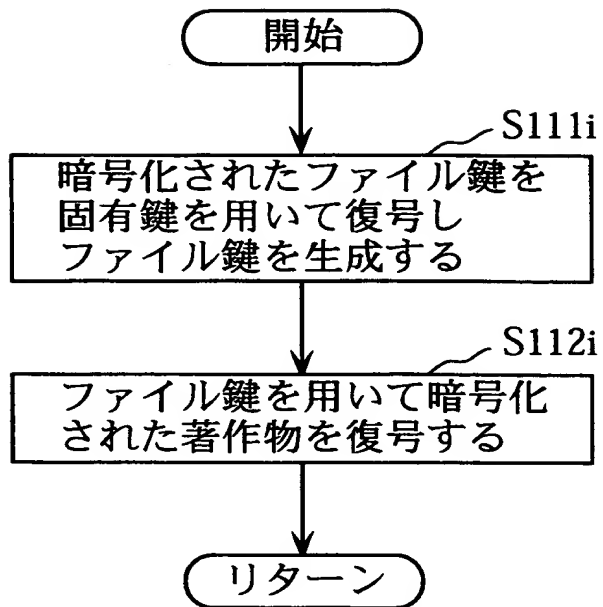 開始
S111i
暗号化されたファイル鍵を
固有鍵を用いて復号し
ファイル鍵を生成する
S112i
ファイル鍵を用いて暗号化
された著作物を復号する
リターン